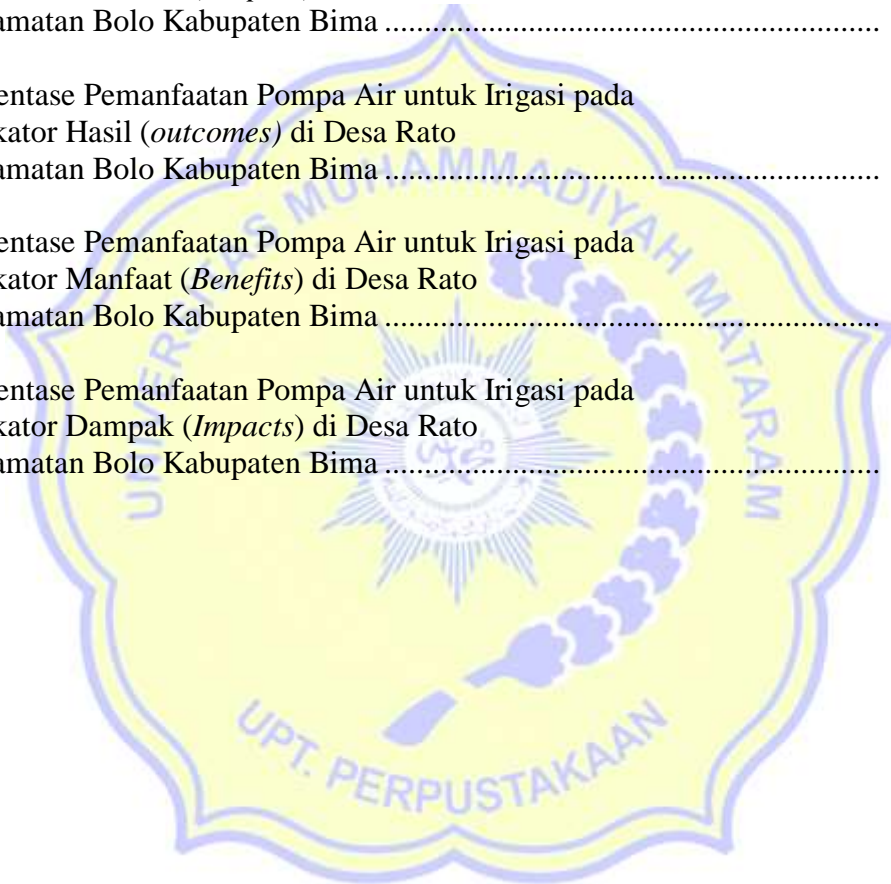 amatan Bolo Kabupaten Bima ...............................................................
entase Pemanfaatan Pompa Air untuk Irigasi pada
kator Hasil (outcomes) di Desa Rato
amatan Bolo Kabupaten Bima ...............................................................
entase Pemanfaatan Pompa Air untuk Irigasi pada
kator Manfaat (Benefits) di Desa Rato
amatan Bolo Kabupaten Bima ...............................................................
entase Pemanfaatan Pompa Air untuk Irigasi pada
kator Dampak (Impacts) di Desa Rato
amatan Bolo Kabupaten Bima ...............................................................
UNIVERSITAS MUHAMMADIYAH MATARAM
UPT. PERPUSTAKAAN